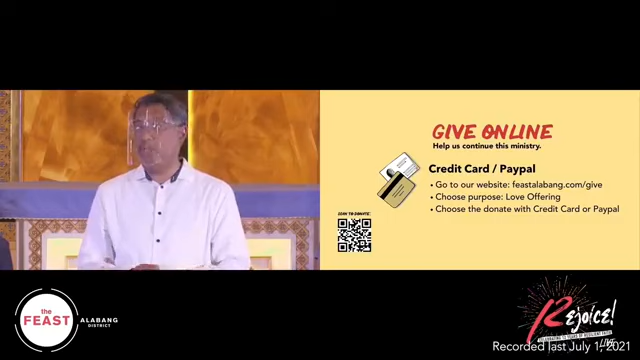 GIVE ONLINE
Help us continue this ministry.
Credit Card / Paypal
• Go to our website: feastalabang.com/give
• Choose purpose: Love Offering
• Choose the donate with Credit Card or Paypal
SCAN TO DONATE:
the
FEAST
ALABANG
DISTRICT
Rejoice!
LIVE
Recorded last July 1, 2021